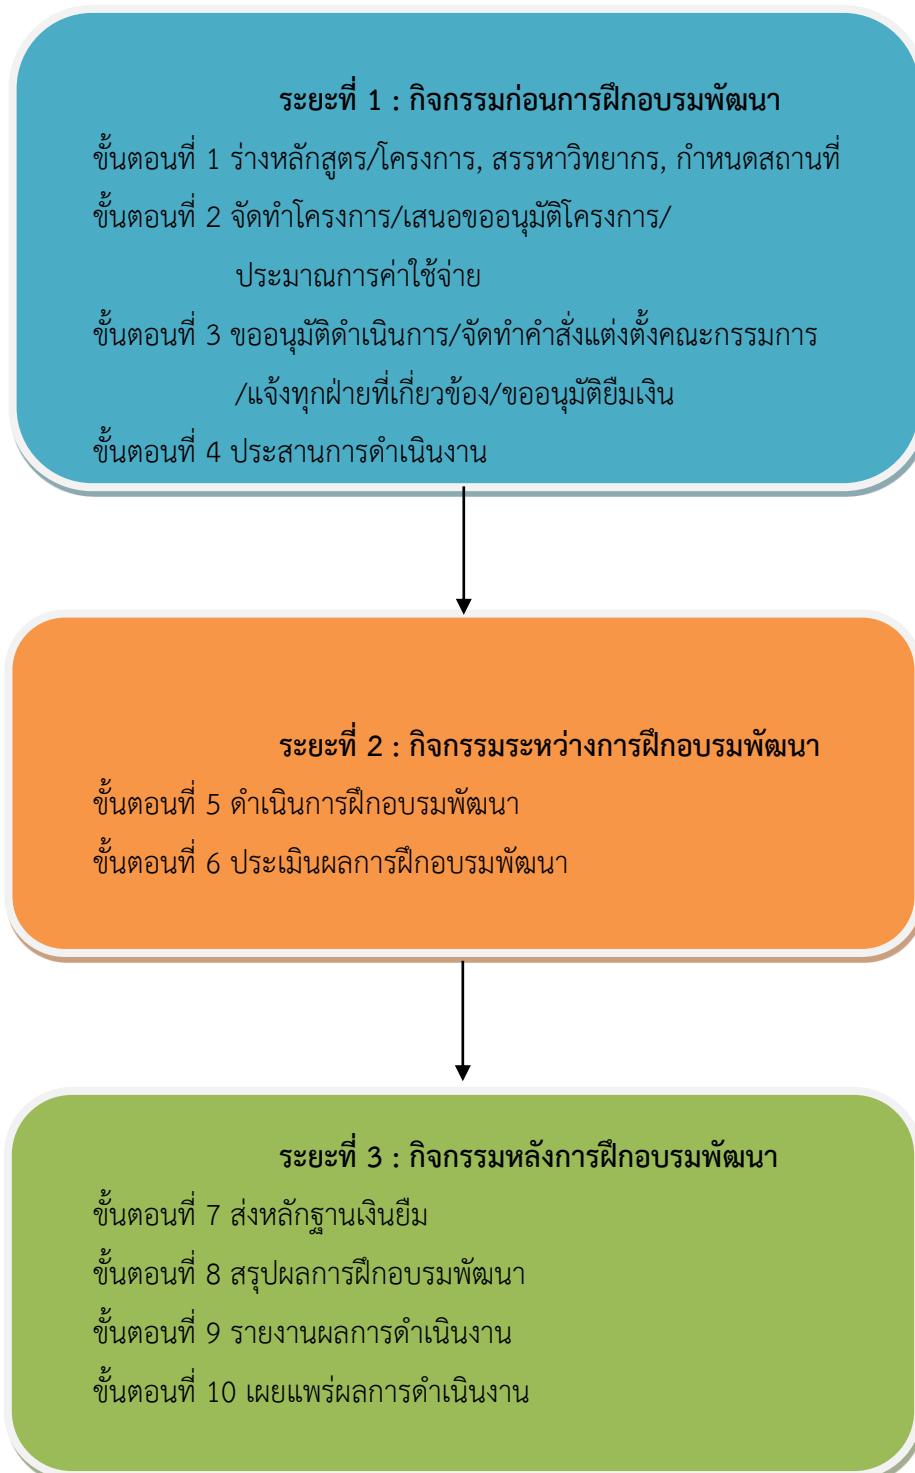 ระยะที่ 1 : กิจกรรมก่อนการฝึกอบรมพัฒนา
ขั้นตอนที่ 1 ร่างหลักสูตร/โครงการ, สรรหาวิทยากร, กำหนดสถานที่
ขั้นตอนที่ 2 จัดทำโครงการ/เสนอขออนุมัติโครงการ/
ประมาณการค่าใช้จ่าย
ขั้นตอนที่ 3 ขออนุมัติดำเนินการ/จัดทำคำสั่งแต่งตั้งคณะกรรมการ
/แจ้งทุกฝ่ายที่เกี่ยวข้อง/ขออนุมัติยืมเงิน
ขั้นตอนที่ 4 ประสานการดำเนินงาน
ระยะที่ 2 : กิจกรรมระหว่างการฝึกอบรมพัฒนา
ขั้นตอนที่ 5 ดำเนินการฝึกอบรมพัฒนา
ขั้นตอนที่ 6 ประเมินผลการฝึกอบรมพัฒนา
ระยะที่ 3 : กิจกรรมหลังการฝึกอบรมพัฒนา
ขั้นตอนที่ 7 ส่งหลักฐานเงินยืม
ขั้นตอนที่ 8 สรุปผลการฝึกอบรมพัฒนา
ขั้นตอนที่ 9 รายงานผลการดำเนินงาน
ขั้นตอนที่ 10 เผยแพร่ผลการดำเนินงาน